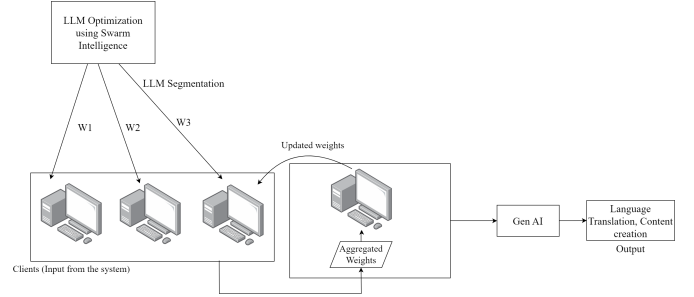 LLM Optimization
using Swarm
Intelligence
LLM Segmentation
W1
W2
W3
Updated weights
Aggregated
Weights
Gen AI
Language
Translation, Content
creation
Output
Clients (Input from the system)